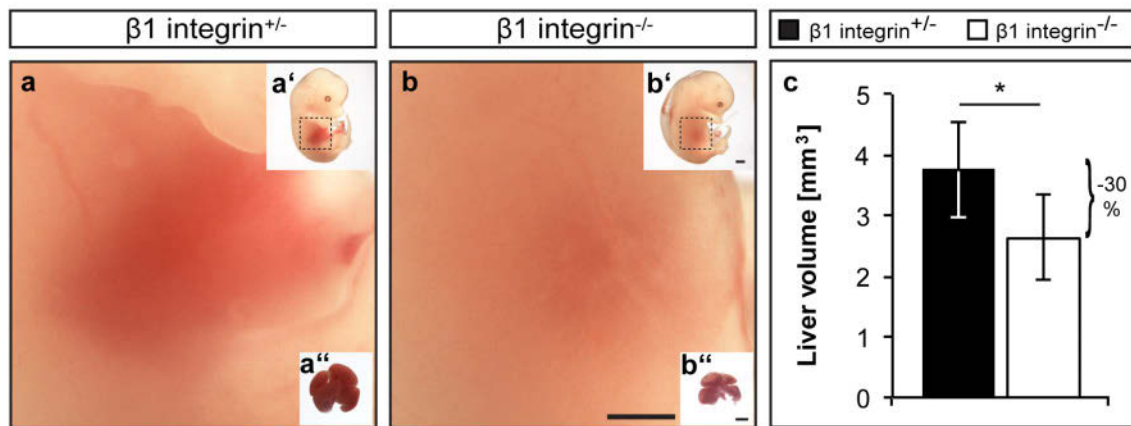 β1 integrin+/-
β1 integrin-/-
β1 integrin+/- β1 integrin-/-
a
a‘
a“
b
b‘
b“
c
*
Liver volume [mm³]
5
4
3
2
1
0
-30
%